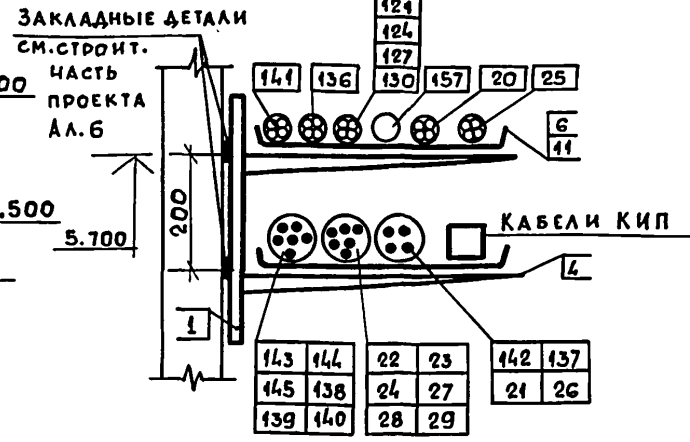 ЗАКЛАДНЫЕ ДЕТАЛИ
СМ. СТРОИТ.
ЧАСТЬ
ПРОЕКТА
Ал. 6
00
121
124
127
141 136 130 157 20 25
6
11
.500
5.700
200
КАБЕЛИ КИП
4
1
143 144 22 23 142 137
145 138 24 27 21 26
139 140 28 29